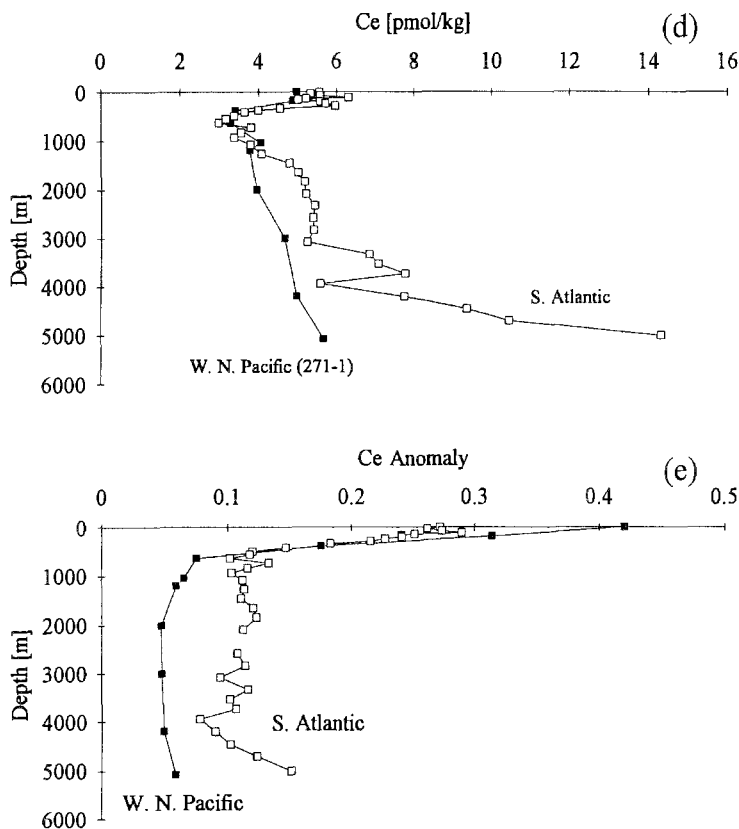 Ce [pmol/kg]
(d)
0 2 4 6 8 10 12 14 16
0
1000
2000
3000
4000
5000
6000
Depth [m]
S. Atlantic
W. N. Pacific (271-1)
Ce Anomaly
(e)
0 0.1 0.2 0.3 0.4 0.5
0
1000
2000
3000
4000
5000
6000
Depth [m]
S. Atlantic
W. N. Pacific